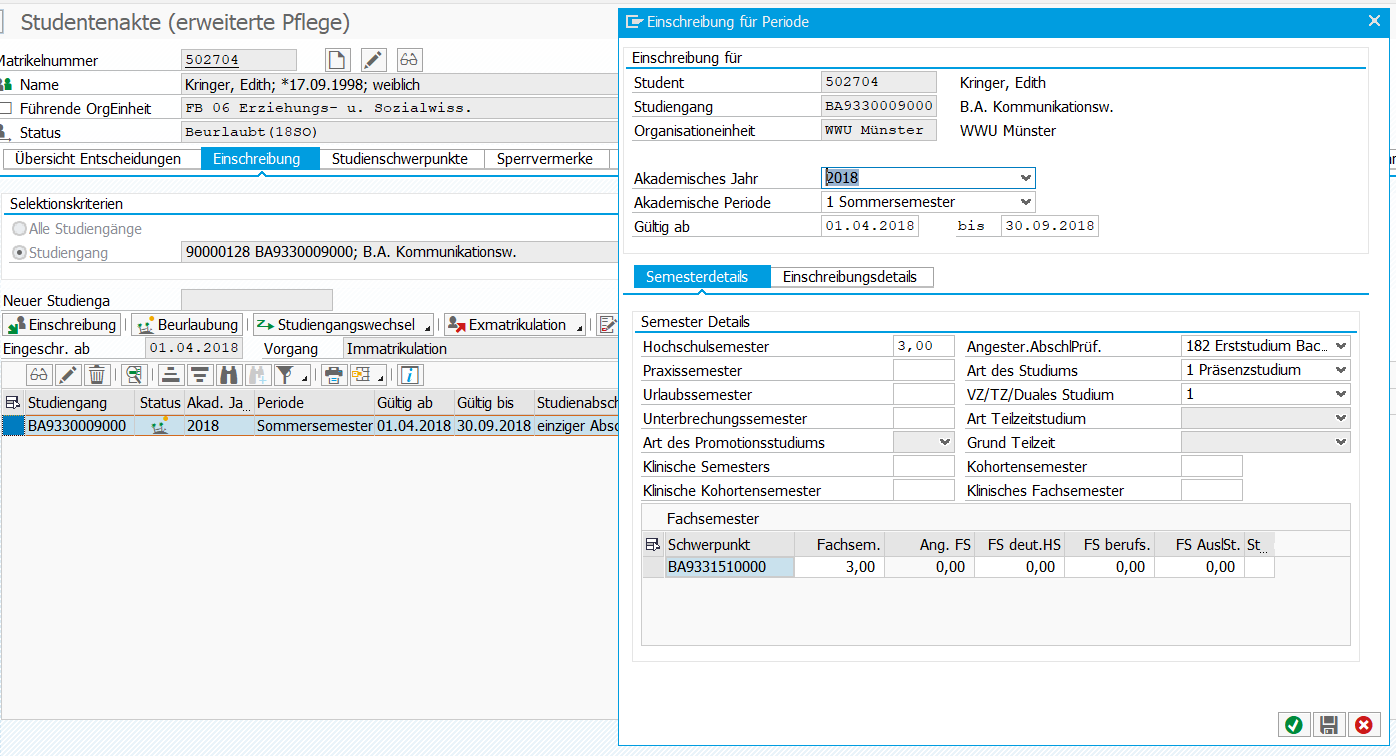 Studentenakte (erweiterte Pflege)
Matrikelnummer 502704
Name Kringer, Edith; *17.09.1998; weiblich
Führende OrgEinheit FB 06 Erziehungs- u. Sozialwiss.
Status Beurlaubt(18SO)
Übersicht Entscheidungen Einschreibung Studienschwerpunkte Sperrvermerke
Selektionskriterien
Alle Studiengänge
Studiengang 90000128 BA9330009000; B.A. Kommunikationsw.
Neuer Studienga
Einschreibung Beurlaubung Studiengangswechsel Exmatrikulation
Eingeschr. ab 01.04.2018 Vorgang Immatrikulation
Studiengang Status Akad. Ja... Periode Gültig ab Gültig bis Studienabsch
BA9330009000 2018 Sommersemester 01.04.2018 30.09.2018 einziger Absc
Einschreibung für Periode
Einschreibung für
Student 502704 Kringer, Edith
Studiengang BA9330009000 B.A. Kommunikationsw.
Organisationeinheit WWU Münster WWU Münster
Akademisches Jahr 2018
Akademische Periode 1 Sommersemester
Gültig ab 01.04.2018 bis 30.09.2018
Semesterdetails Einschreibungsdetails
Semester Details
Hochschulsemester 3,00 Angester.AbschlPrüf. 182 Erststudium Bac...
Praxissemester Art des Studiums 1 Präsenzstudium
Urlaubssemester VZ/TZ/Duales Studium 1
Unterbrechungssemester Art Teilzeitstudium
Art des Promotionsstudiums Grund Teilzeit
Klinische Semesters Kohortensemester
Klinische Kohortensemester Klinisches Fachsemester
Fachsemester
Schwerpunkt Fachsem. Ang. FS FS deut.HS FS berufs. FS AuslSt. St...
BA9331510000 3,00 0,00 0,00 0,00 0,00